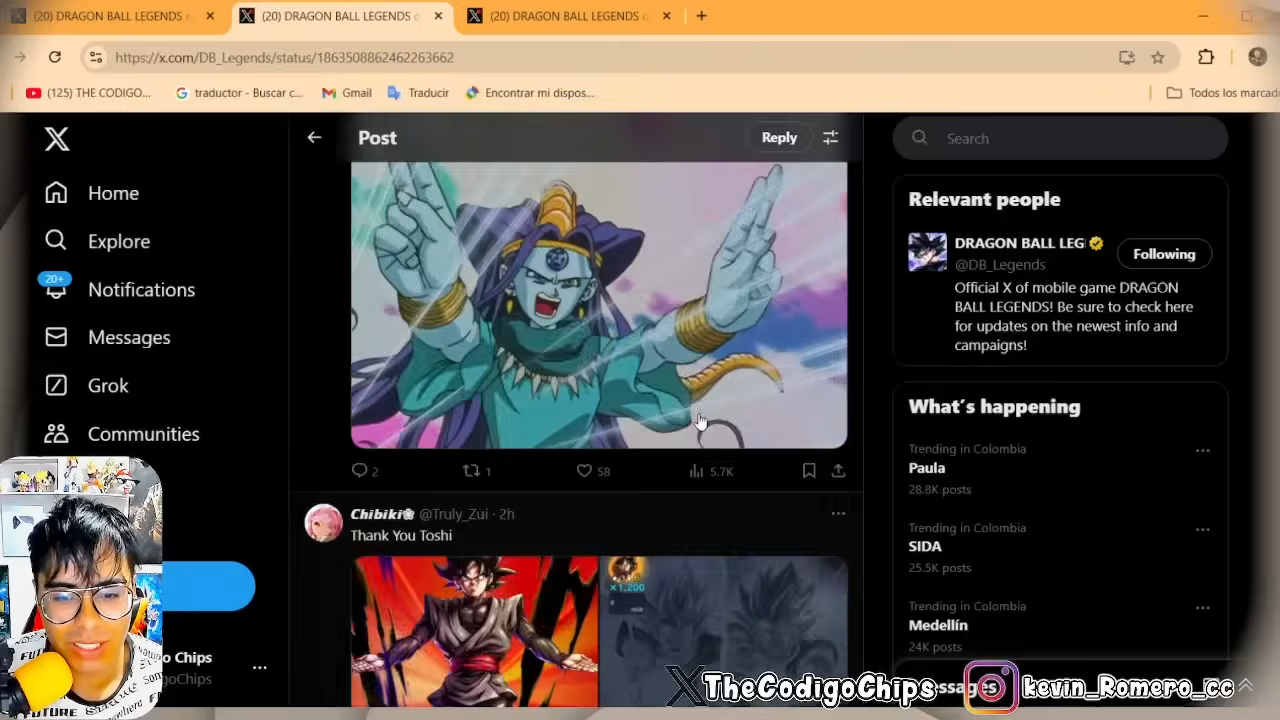 (20) DRAGON BALL LEGENDS
(20) DRAGON BALL LEGENDS
(20) DRAGON BALL LEGENDS
https://x.com/DB_Legends/status/1863508862462263662
(125) THE CODIGO...
traductor - Buscar c...
Gmail
Traducir
Encontrar mi dispos...
Todos los marcad
Post
Reply
Search
Home
Explore
20+
Notifications
Messages
Grok
Communities
o Chips
goChips
2
1
58
5.7K
Chibiki @Truly_Zui · 2h
Thank You Toshi
×1,200
Relevant people
DRAGON BALL LEG
@DB_Legends
Following
Official X of mobile game DRAGON
BALL LEGENDS! Be sure to check here
for updates on the newest info and
campaigns!
What's happening
Trending in Colombia
Paula
28.8K posts
Trending in Colombia
SIDA
25.5K posts
Trending in Colombia
Medellín
24K posts
TheCodigoChips
kevin_Romero_cc